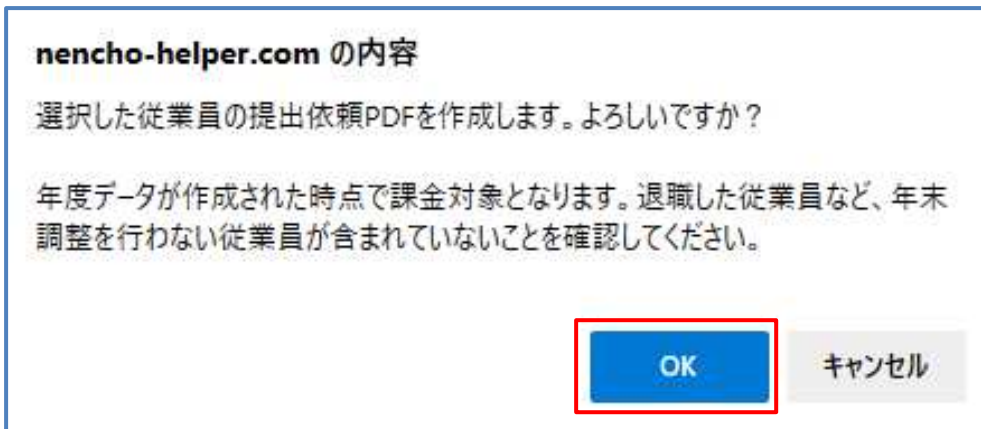 nencho-helper.com の内容
選択した従業員の提出依頼PDFを作成します。よろしいですか？
年度データが作成された時点で課金対象となります。退職した従業員など、年末
調整を行わない従業員が含まれていないことを確認してください。
OK キャンセル